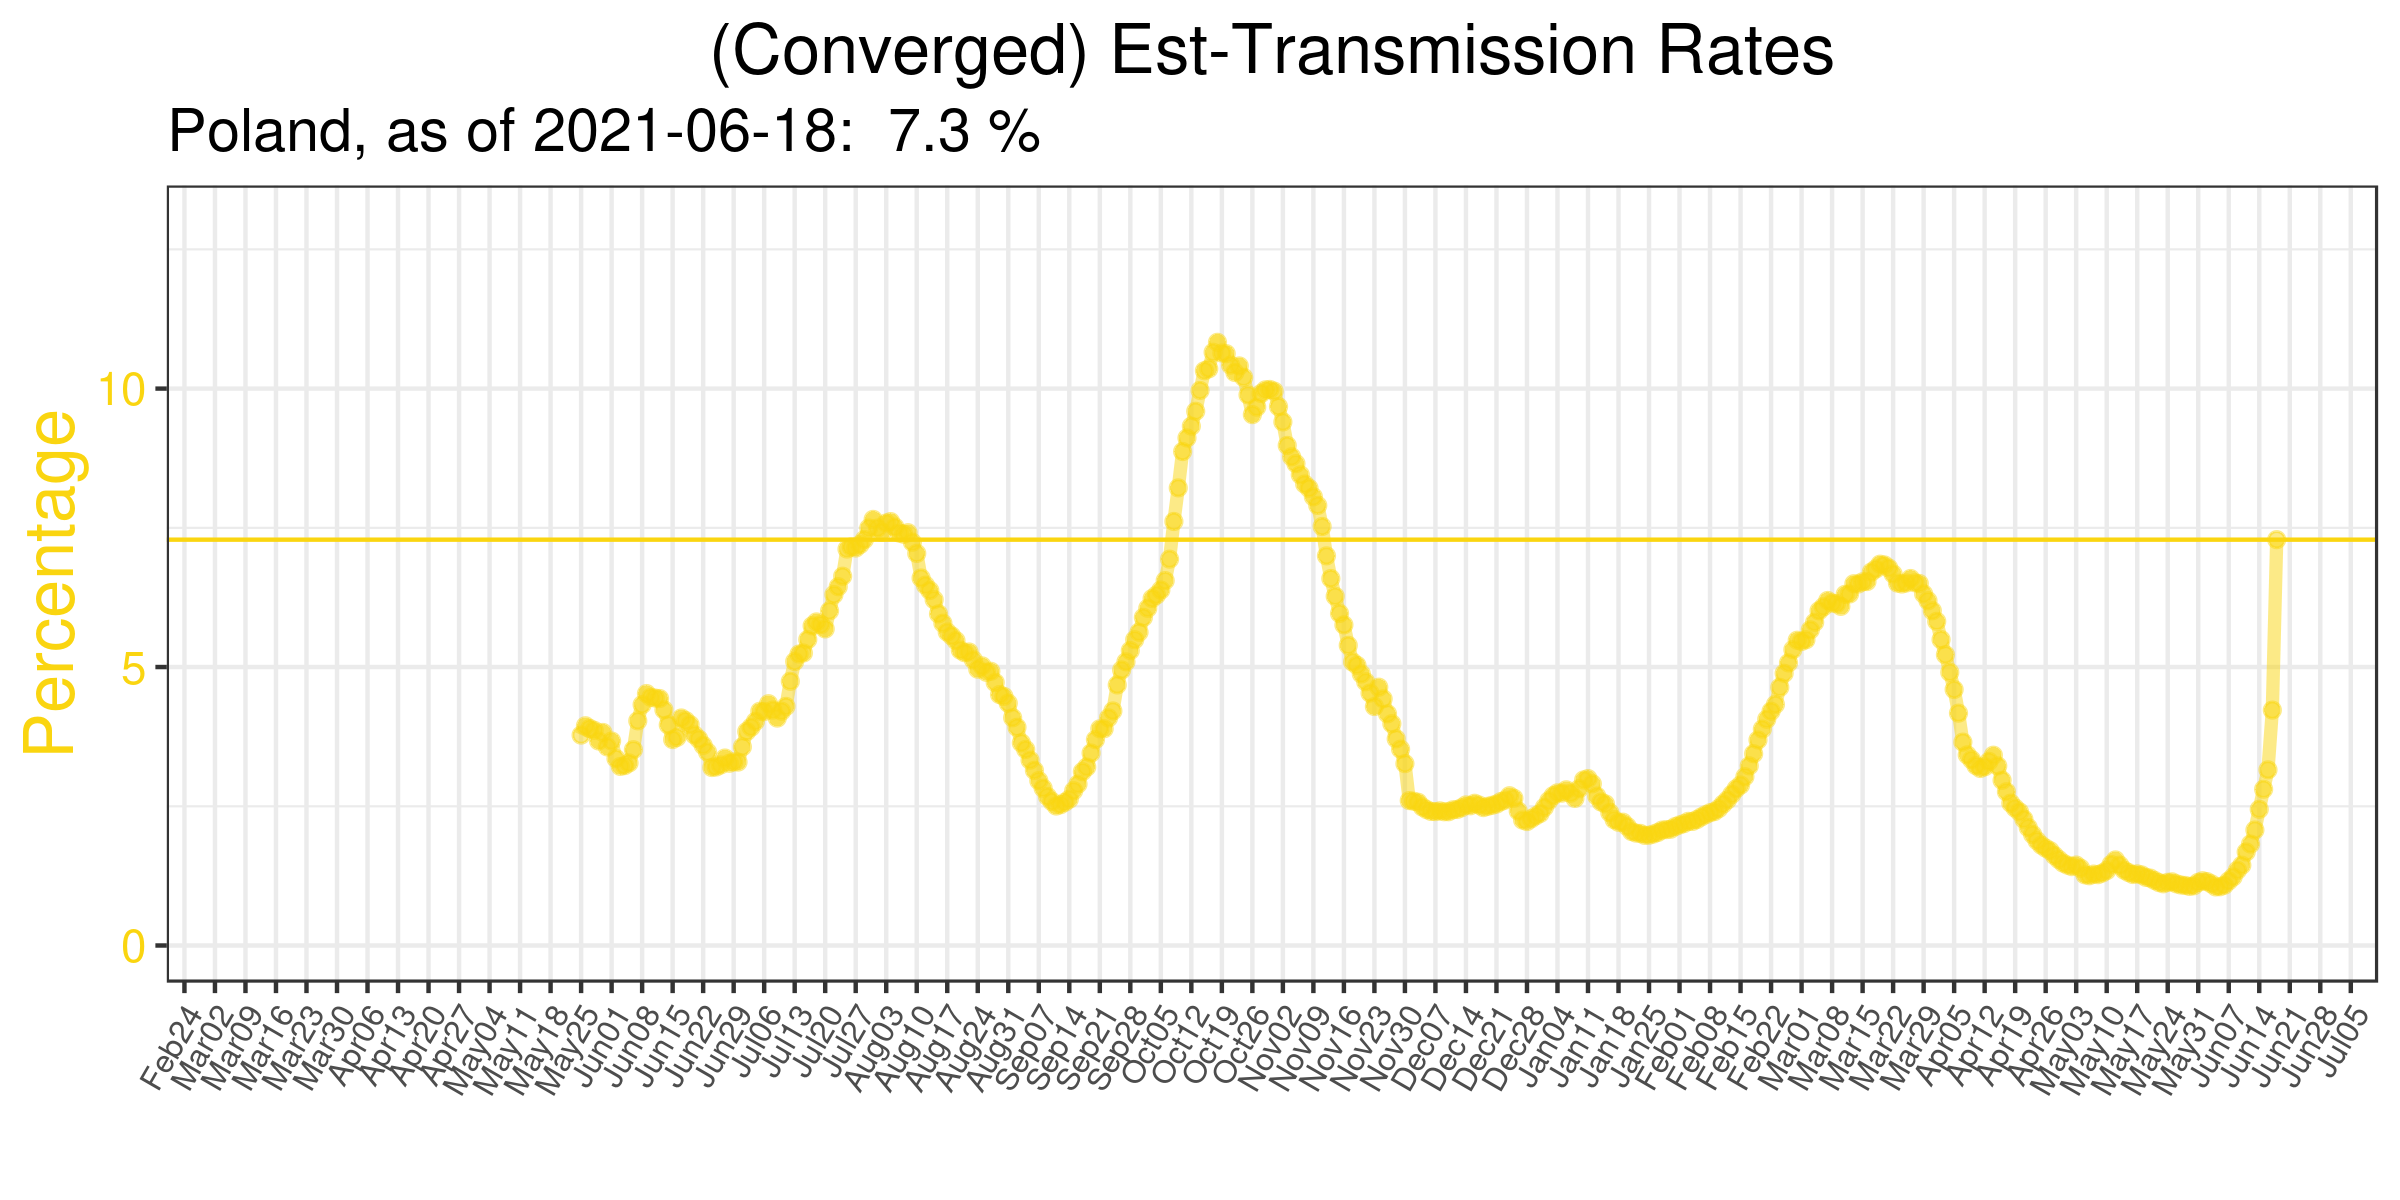 (Converged) Est-Transmission Rates
Poland, as of 2021-06-18:  7.3 %
Percentage
10
5
0
Feb24
Mar02
Mar09
Mar16
Mar23
Mar30
Apr06
Apr13
Apr20
Apr27
May04
May11
May18
May25
Jun01
Jun08
Jun15
Jun22
Jun29
Jul06
Jul13
Jul20
Jul27
Aug03
Aug10
Aug17
Aug24
Aug31
Sep07
Sep14
Sep21
Sep28
Oct05
Oct12
Oct19
Oct26
Nov02
Nov09
Nov16
Nov23
Nov30
Dec07
Dec14
Dec21
Dec28
Jan04
Jan11
Jan18
Jan25
Feb01
Feb08
Feb15
Feb22
Mar01
Mar08
Mar15
Mar22
Mar29
Apr05
Apr12
Apr19
Apr26
May03
May10
May17
May24
May31
Jun07
Jun14
Jun21
Jun28
Jul05